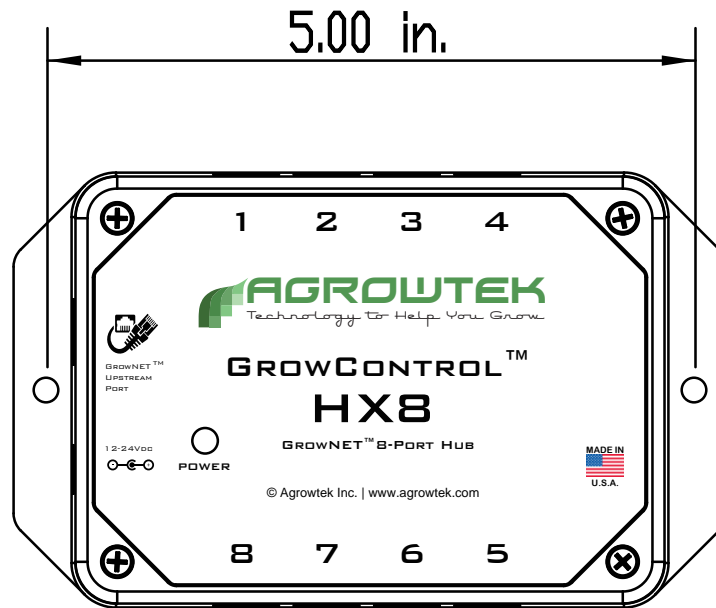 5.00 in.
1 2 3 4
AGROWTEK
Technology to Help You Grow
GROWNET™
UPSTREAM
PORT
GROWCONTROL™
HX8
GROWNET™ 8-PORT HUB
12-24VDC
POWER
MADE IN
U.S.A.
© Agrowtek Inc. | www.agrowtek.com
8 7 6 5